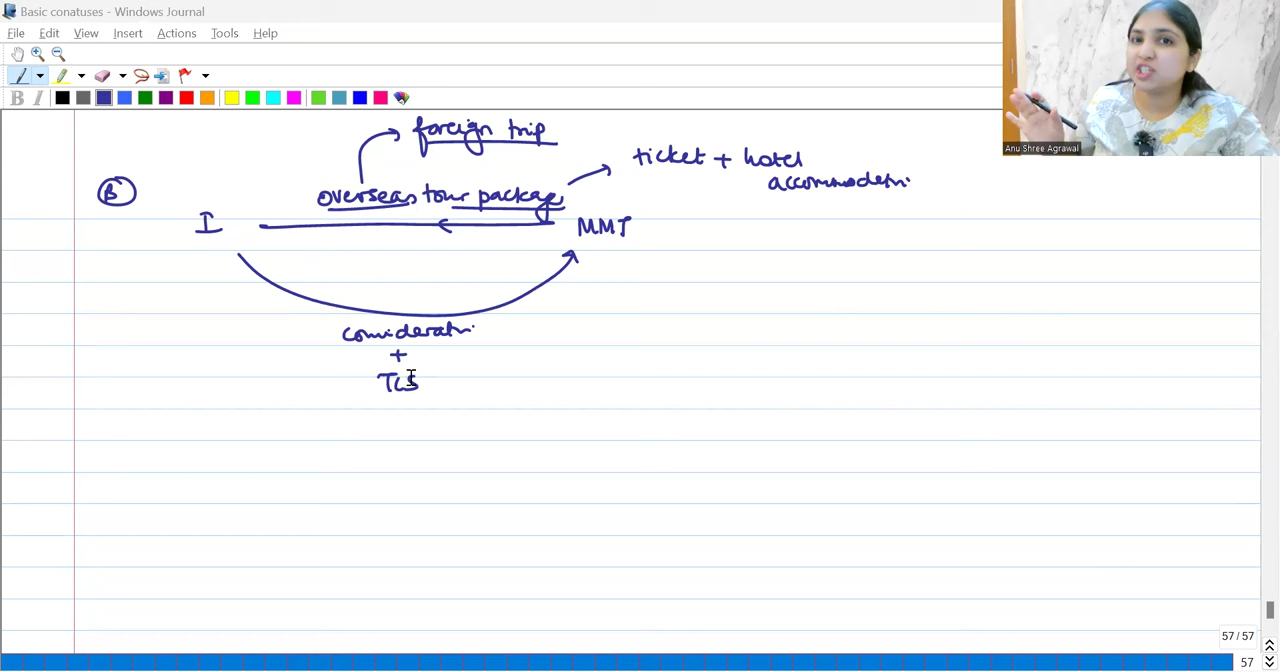 Basic conatuses - Windows Journal
File Edit View Insert Actions Tools Help
B I
Anu Shree Agrawal
foreign trip
ticket + hotel
accommodatn.
B
overseas tour package
I
MMT
consideratn.
+
TCS
57 / 57
57